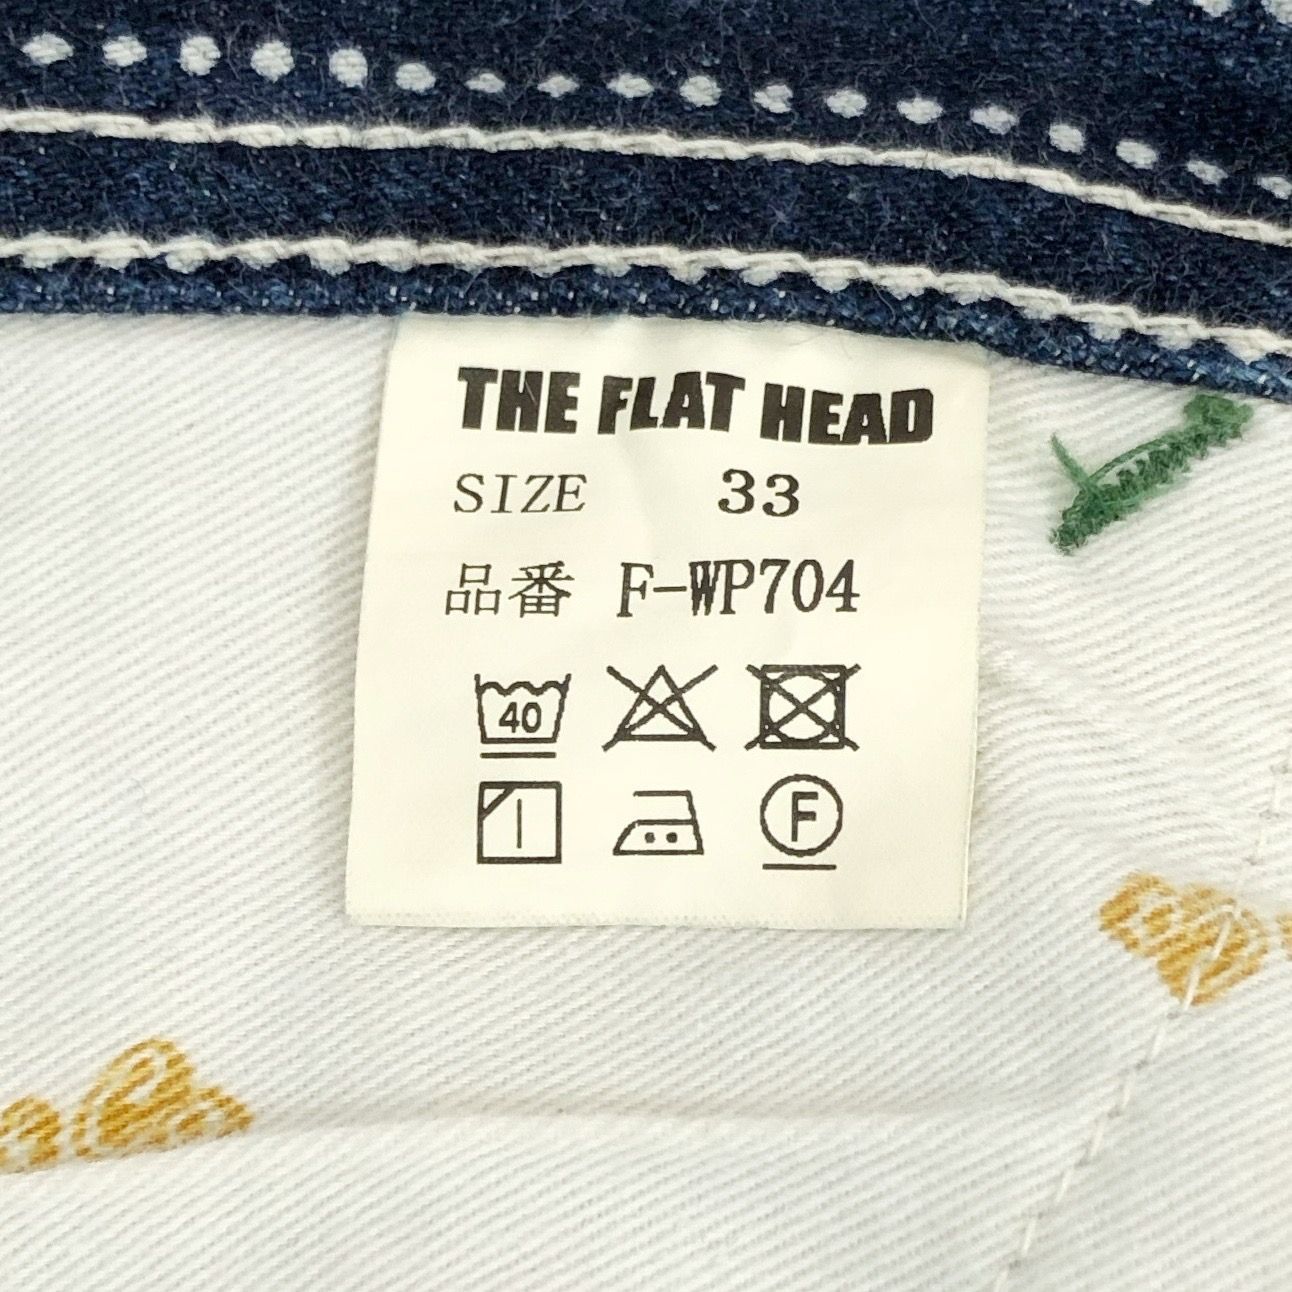 THE FLAT HEAD
SIZE 33
品番 F-WP704
40
F